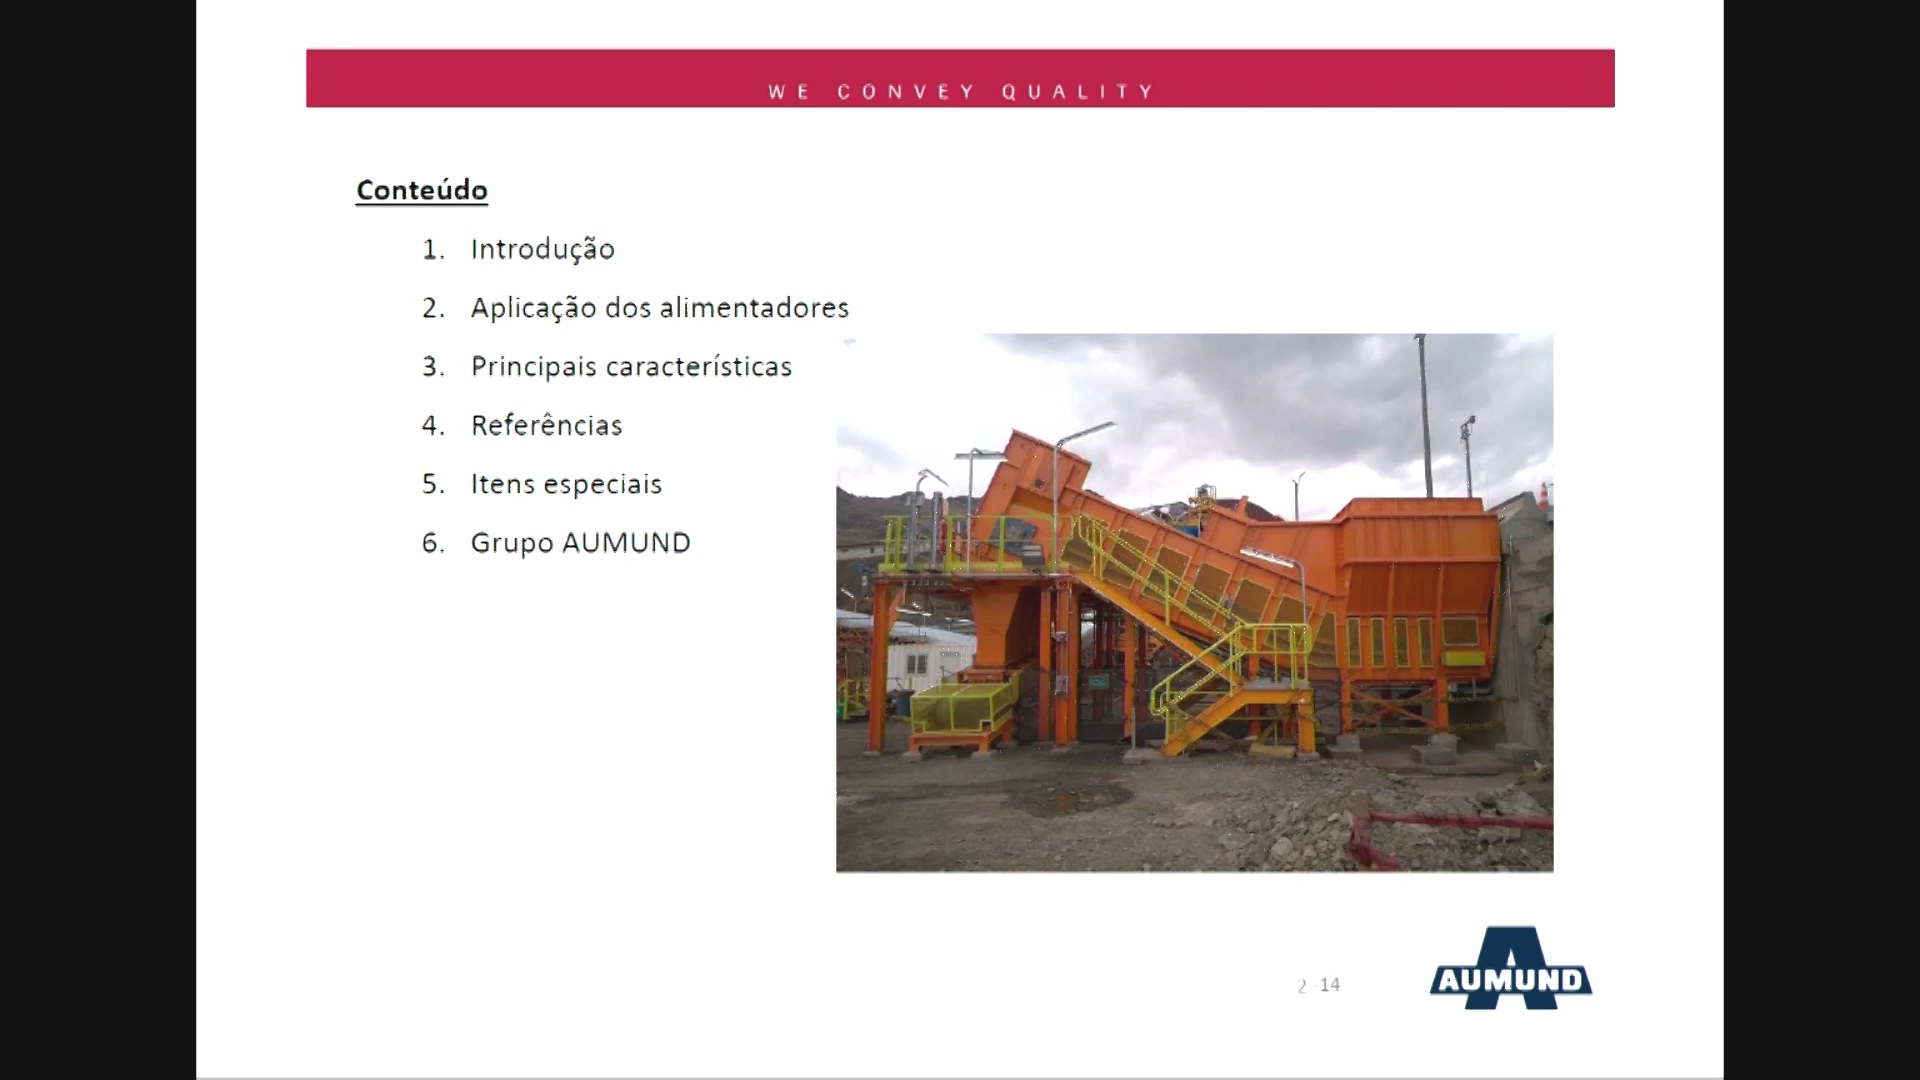 WE CONVEY QUALITY
Conteúdo
1. Introdução
2. Aplicação dos alimentadores
3. Principais características
4. Referências
5. Itens especiais
6. Grupo AUMUND
2 -14
AUMUND